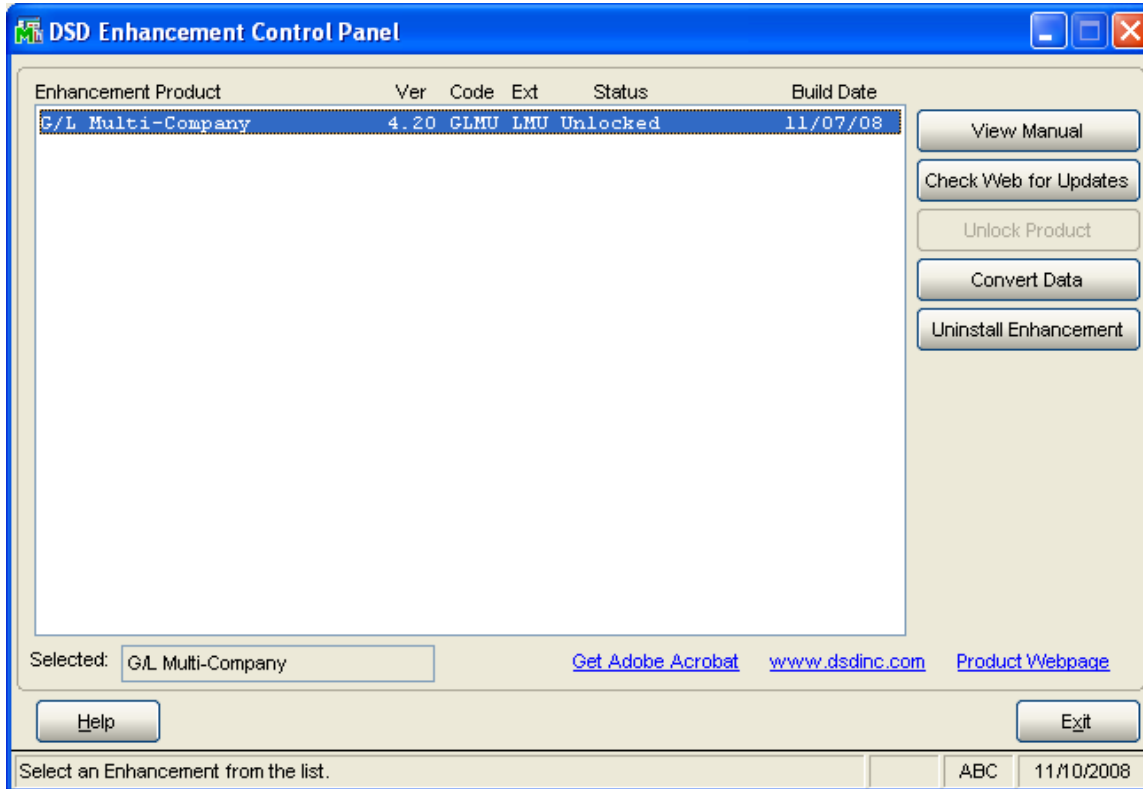 DSD Enhancement Control Panel
Enhancement Product Ver Code Ext Status Build Date
G/L Multi-Company 4.20 GLMU LMU Unlocked 11/07/08
View Manual
Check Web for Updates
Unlock Product
Convert Data
Uninstall Enhancement
Selected: G/L Multi-Company Get Adobe Acrobat www.dsdinc.com Product Webpage
Help Exit
Select an Enhancement from the list. ABC 11/10/2008